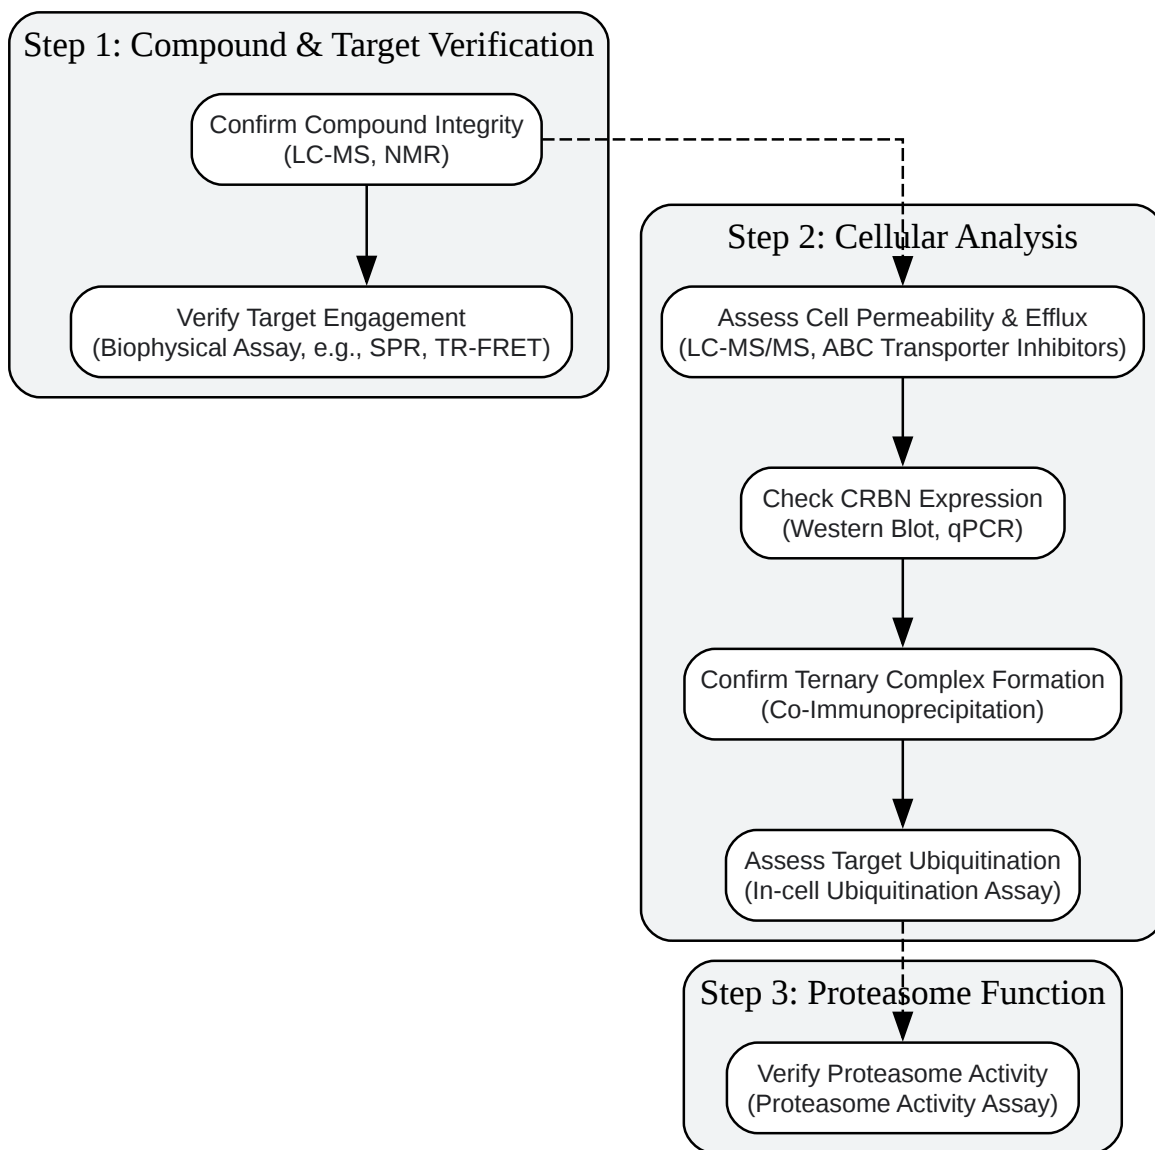 Step 1: Compound & Target Verification
Confirm Compound Integrity
(LC-MS, NMR)
Verify Target Engagement
(Biophysical Assay, e.g., SPR, TR-FRET)
Step 2: Cellular Analysis
Assess Cell Permeability & Efflux
(LC-MS/MS, ABC Transporter Inhibitors)
Check CRBN Expression
(Western Blot, qPCR)
Confirm Ternary Complex Formation
(Co-Immunoprecipitation)
Assess Target Ubiquitination
(In-cell Ubiquitination Assay)
Step 3: Proteasome Function
Verify Proteasome Activity
(Proteasome Activity Assay)